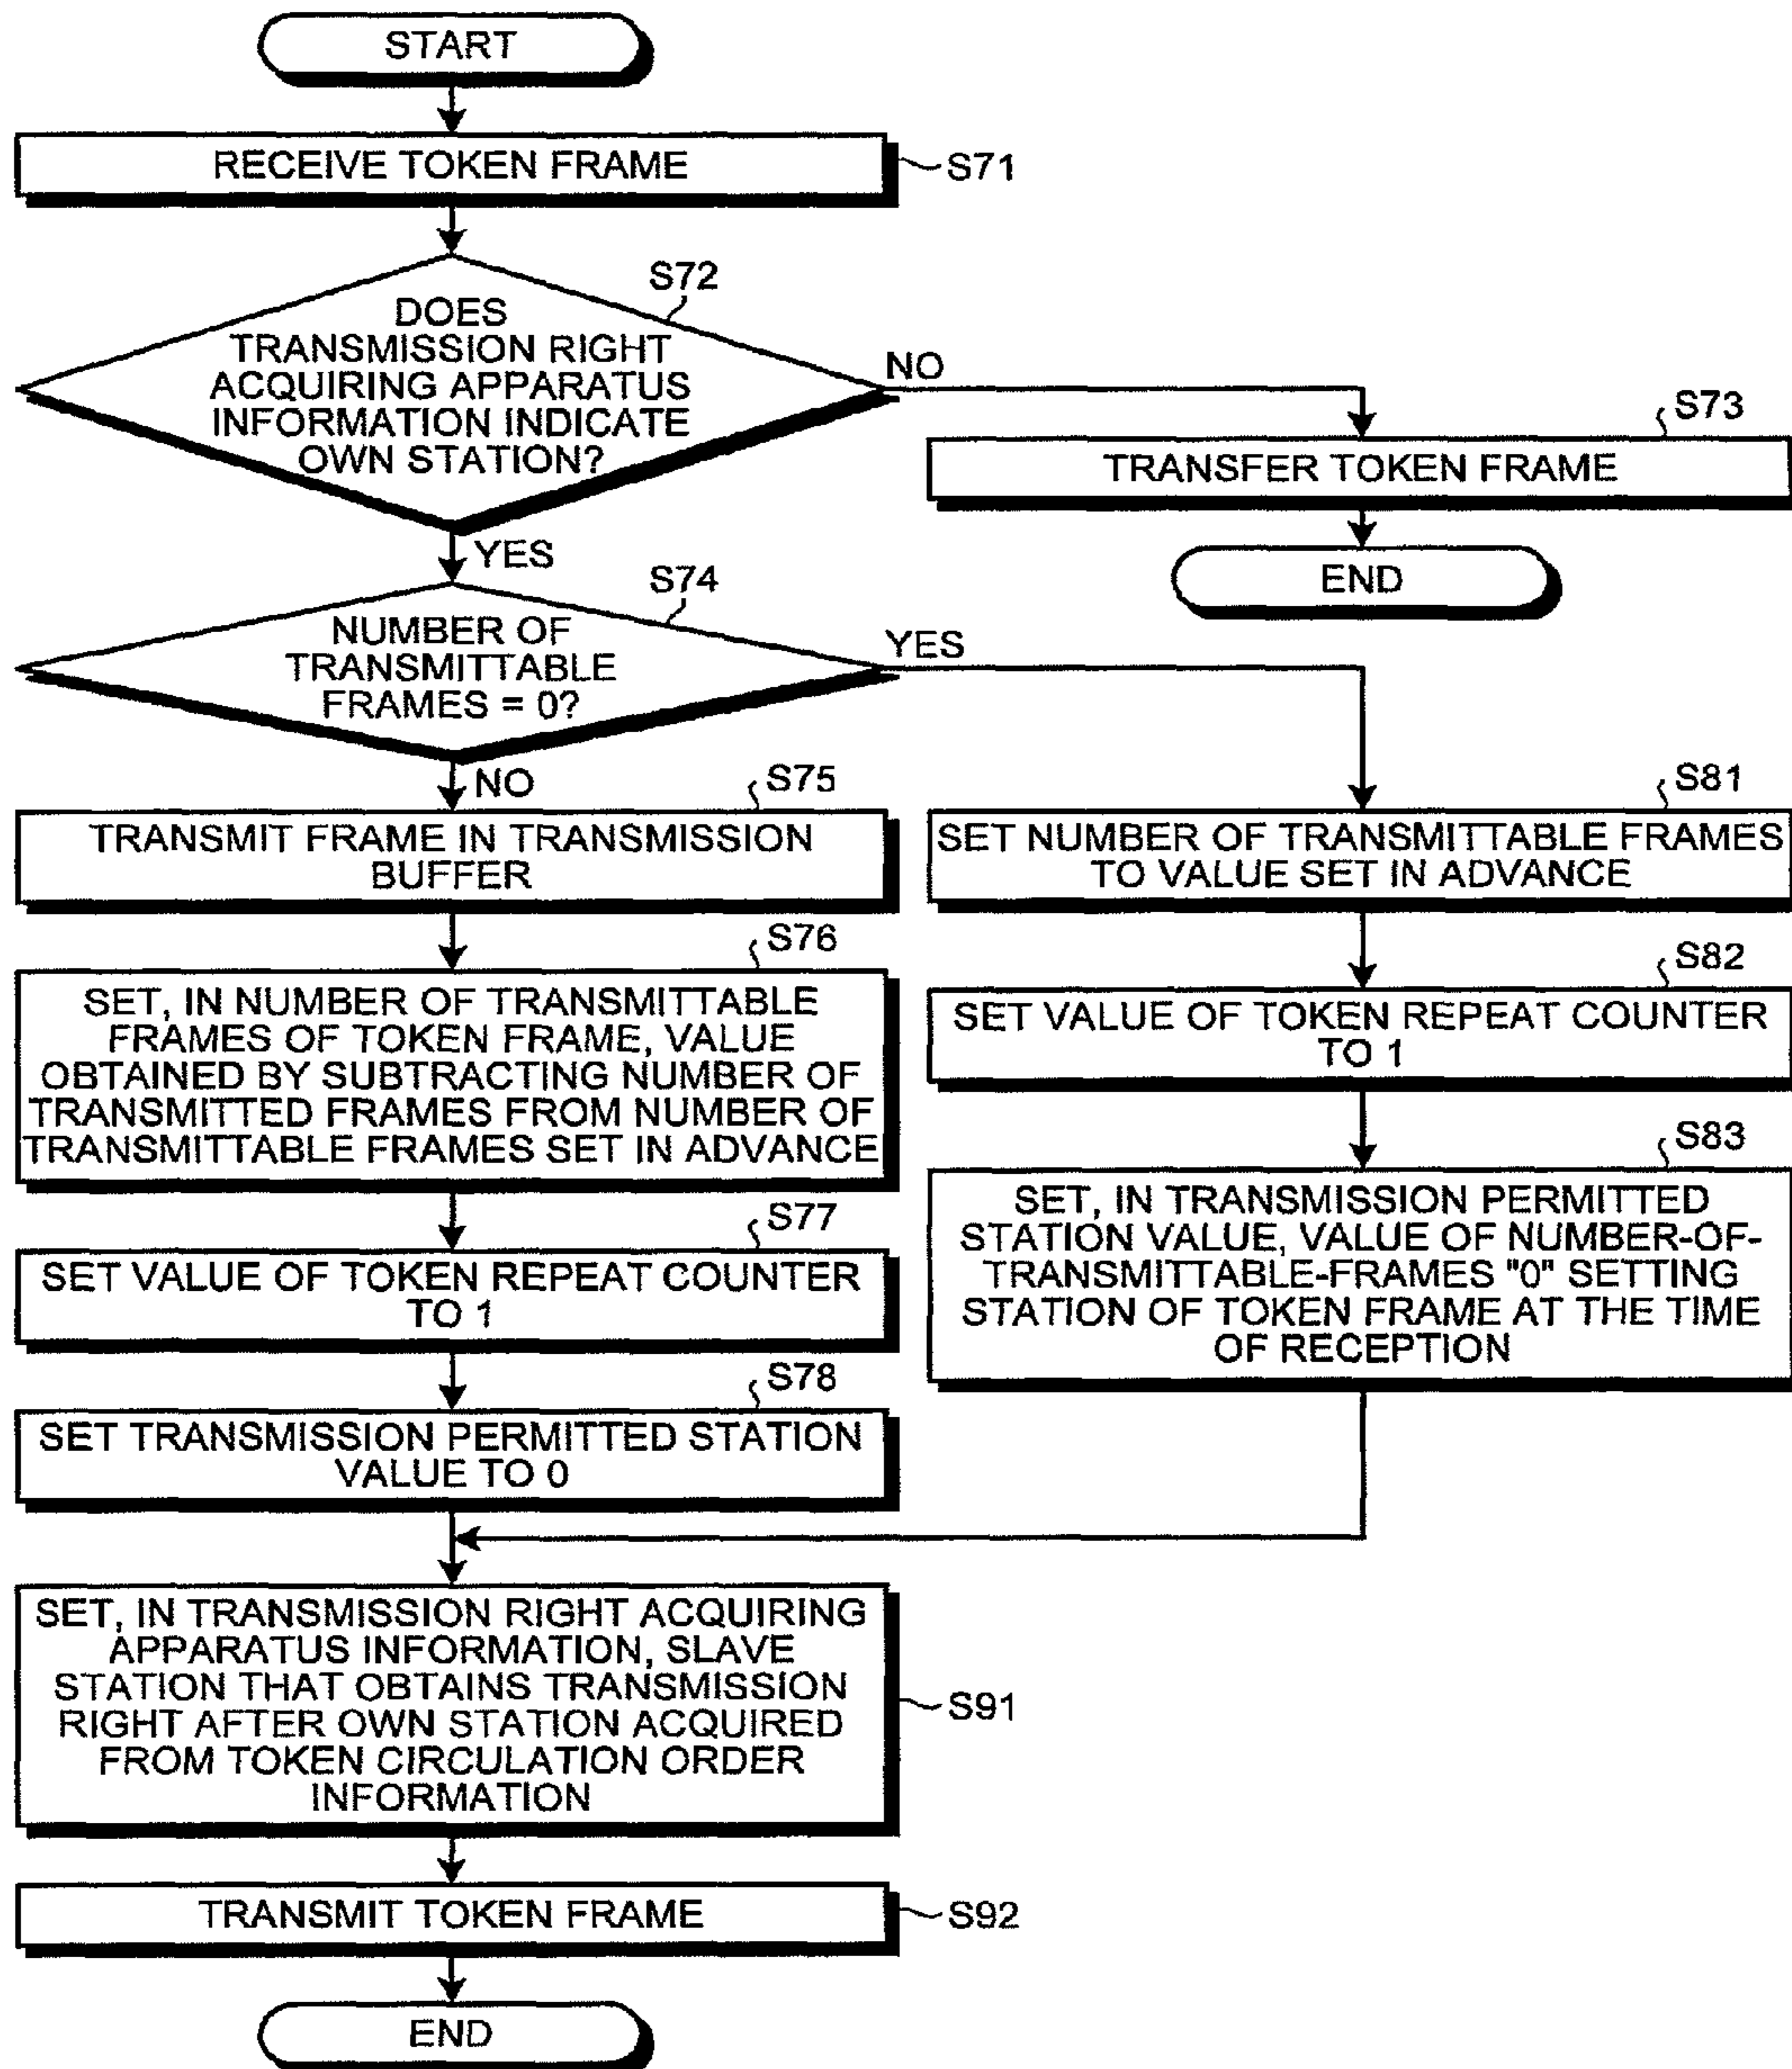 START
RECEIVE TOKEN FRAME
S71
S72
DOES
TRANSMISSION RIGHT
ACQUIRING APPARATUS
INFORMATION INDICATE
OWN STATION?
NO
S73
TRANSFER TOKEN FRAME
END
YES
S74
NUMBER OF
TRANSMITTABLE
FRAMES = 0?
YES
NO
S75
TRANSMIT FRAME IN TRANSMISSION
BUFFER
S76
SET, IN NUMBER OF TRANSMITTABLE
FRAMES OF TOKEN FRAME, VALUE
OBTAINED BY SUBTRACTING NUMBER OF
TRANSMITTED FRAMES FROM NUMBER OF
TRANSMITTABLE FRAMES SET IN ADVANCE
S77
SET VALUE OF TOKEN REPEAT COUNTER
TO 1
S78
SET TRANSMISSION PERMITTED STATION
VALUE TO 0
S81
SET NUMBER OF TRANSMITTABLE FRAMES
TO VALUE SET IN ADVANCE
S82
SET VALUE OF TOKEN REPEAT COUNTER
TO 1
S83
SET, IN TRANSMISSION PERMITTED
STATION VALUE, VALUE OF NUMBER-OF-
TRANSMITTABLE-FRAMES "0" SETTING
STATION OF TOKEN FRAME AT THE TIME
OF RECEPTION
SET, IN TRANSMISSION RIGHT ACQUIRING
APPARATUS INFORMATION, SLAVE
STATION THAT OBTAINS TRANSMISSION
RIGHT AFTER OWN STATION ACQUIRED
FROM TOKEN CIRCULATION ORDER
INFORMATION
S91
TRANSMIT TOKEN FRAME
S92
END